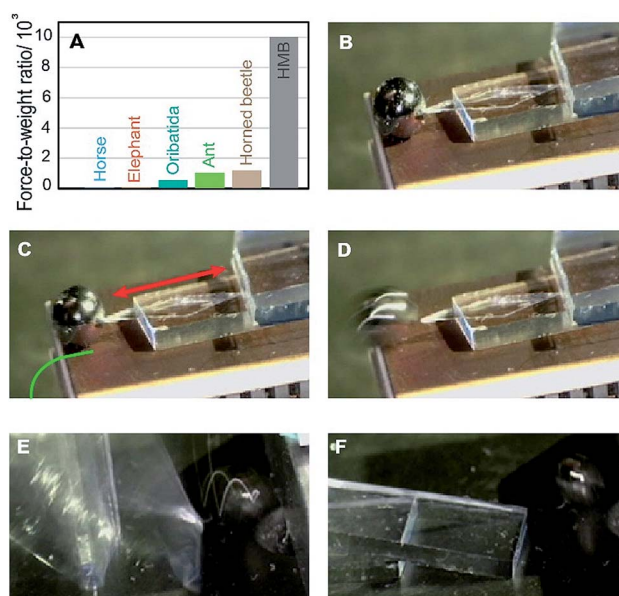 Force-to-weight ratio/ 10³
10
8
6
4
2
0
A
Horse
Elephant
Oribatida
Ant
Horned beetle
HMB
B
C
D
E
F